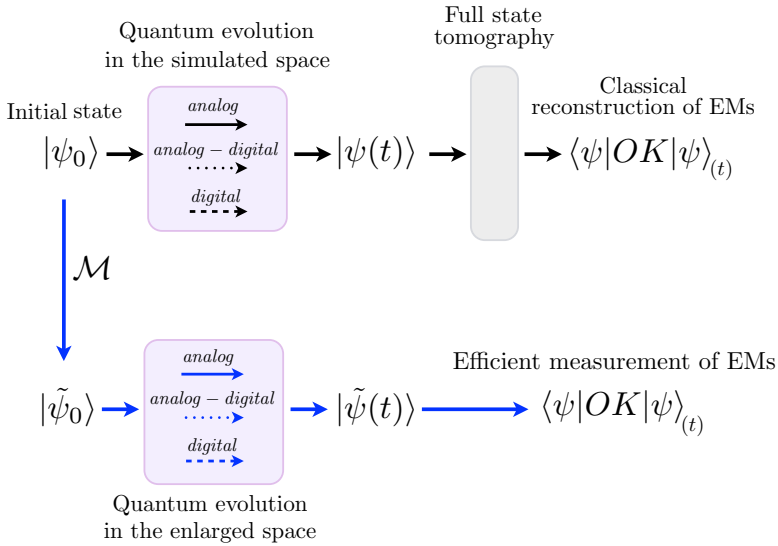 Quantum evolution
in the simulated space
Full state
tomography
Initial state
analog
analog − digital
digital
Classical
reconstruction of EMs
|ψ₀⟩
|ψ(t)⟩
⟨ψ|OK|ψ⟩(t)
ℳ
analog
analog − digital
digital
Efficient measurement of EMs
|ψ̃₀⟩
|ψ̃(t)⟩
⟨ψ|OK|ψ⟩(t)
Quantum evolution
in the enlarged space